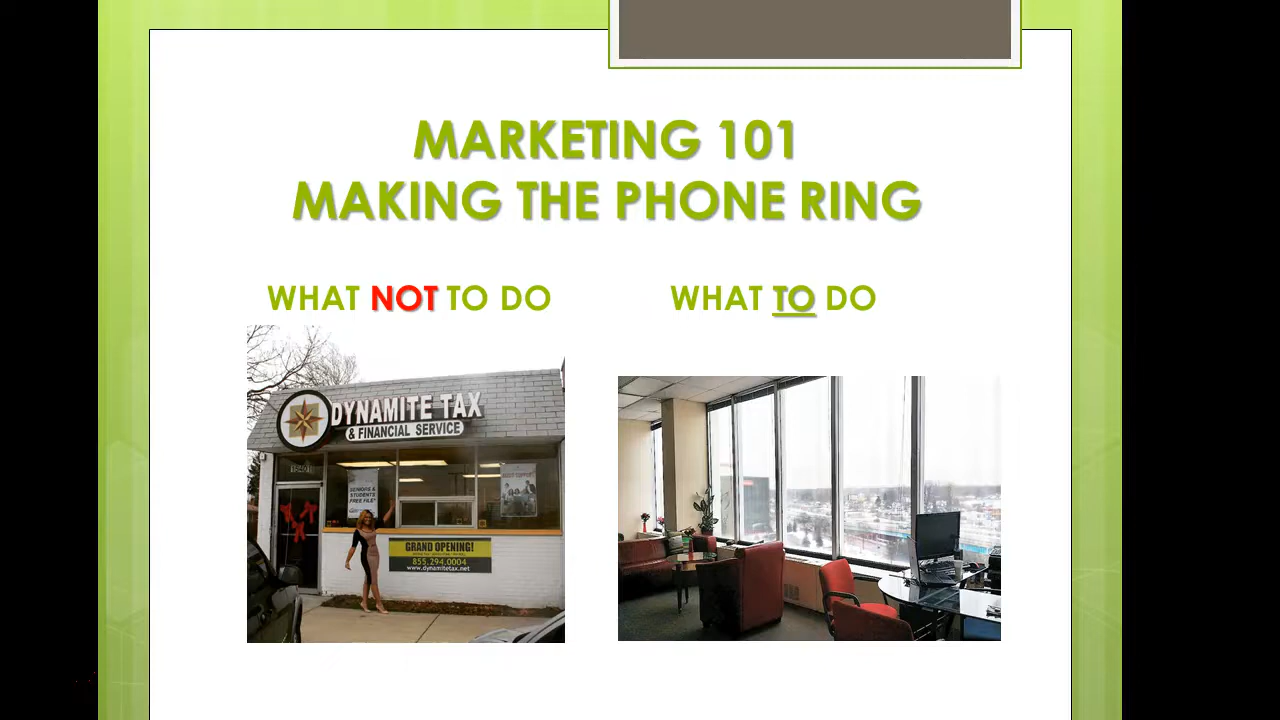 MARKETING 101
MAKING THE PHONE RING
WHAT NOT TO DO
WHAT TO DO
DYNAMITE TAX
& FINANCIAL SERVICE
SENIORS &
STUDENTS
FREE FILE*
GRAND OPENING!
855.294.0004
www.dynamitetax.net